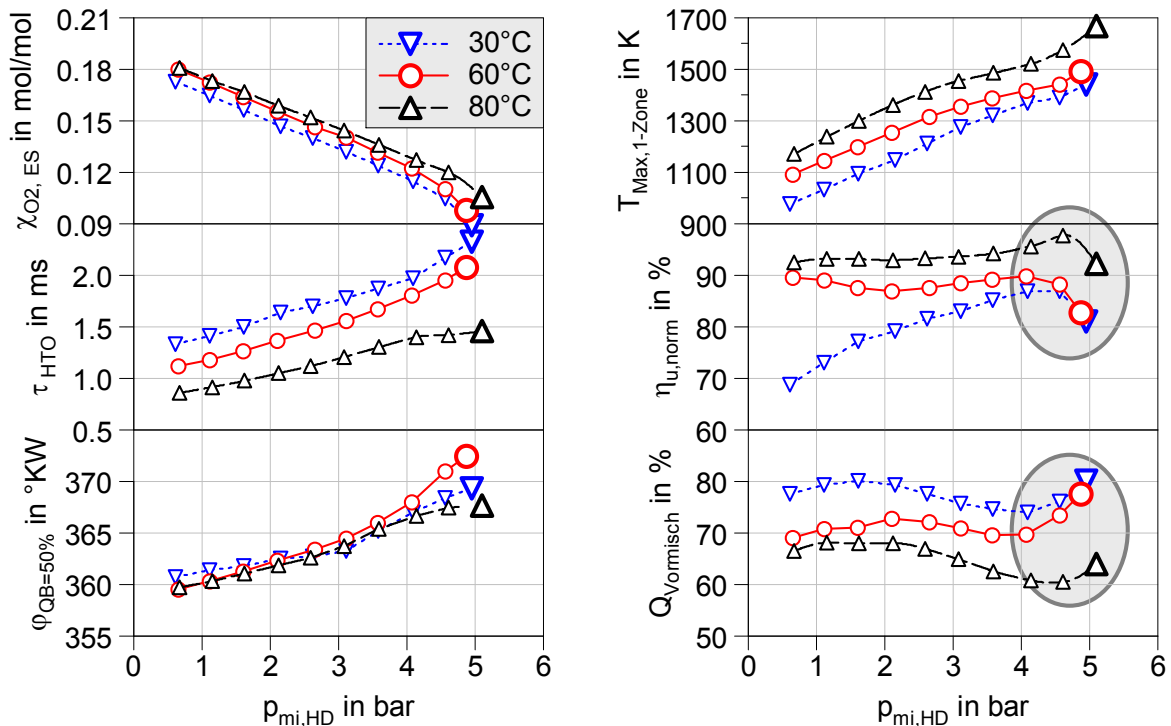 0.21
0.18
0.15
0.12
0.09
χO2, ES in mol/mol
30°C
60°C
80°C
2.0
1.5
1.0
0.5
τHTO in ms
370
365
360
355
φQB=50% in °KW
0 1 2 3 4 5 6
pmi,HD in bar
1700
1500
1300
1100
900
TMax,1-Zone in K
90
80
70
60
ηu,norm in %
80
70
60
50
QVormisch in %
0 1 2 3 4 5 6
pmi,HD in bar